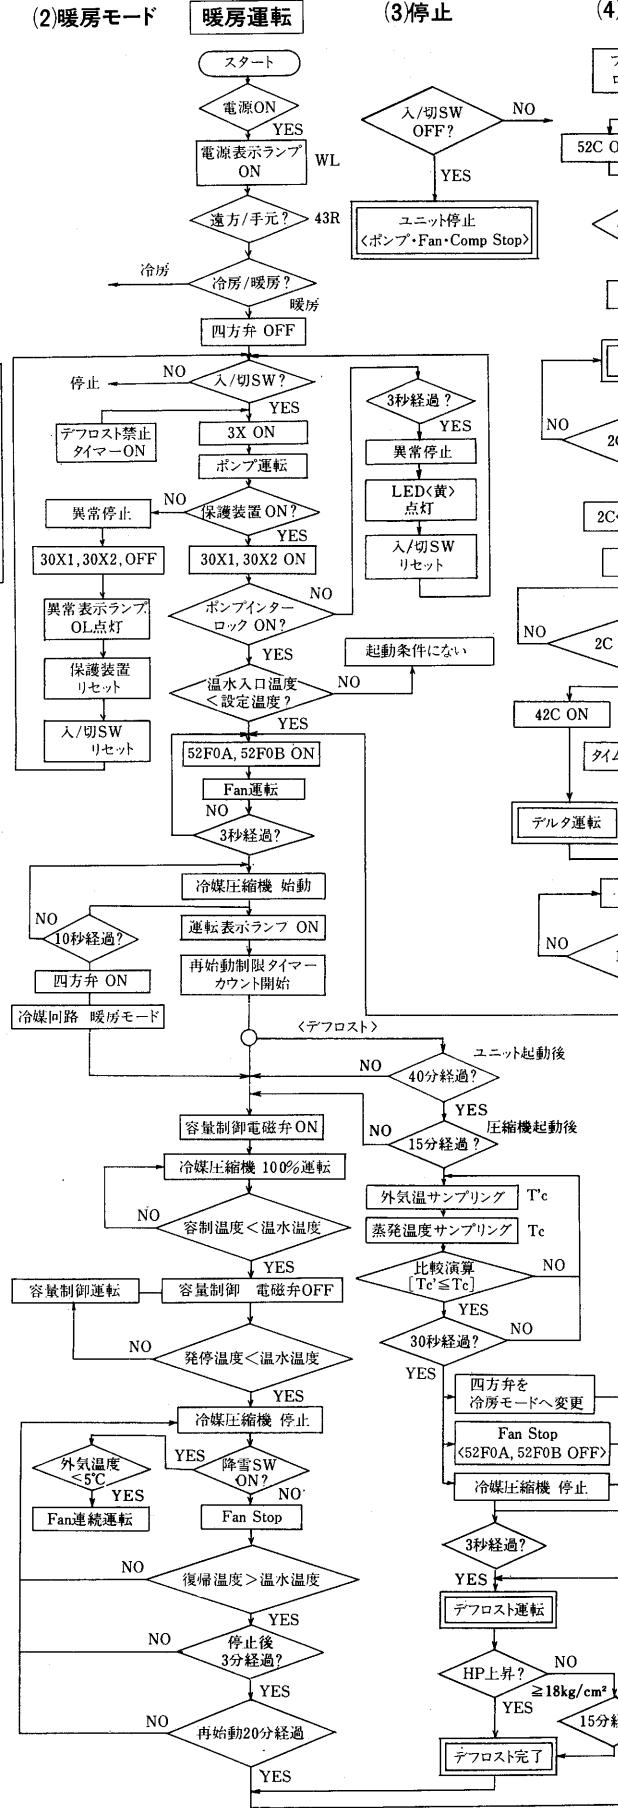 (2)暖房モード
暖房運転
スタート
電源ON
YES
電源表示ランプ
ON
WL
遠方/手元?
43R
冷房/暖房?
冷房
暖房
四方弁 OFF
入/切SW?
NO
停止
YES
デフロスト禁止
タイマーON
3X ON
ポンプ運転
保護装置ON?
NO
YES
異常停止
30X1,30X2,OFF
異常表示ランプ
OL点灯
保護装置
リセット
入/切SW
リセット
30X1,30X2 ON
ポンプインター
ロックON?
NO
YES
3秒経過?
YES
異常停止
LED<黄>
点灯
入/切SW
リセット
温水入口温度
<設定温度?
NO
起動条件にない
YES
52F0A,52F0B ON
Fan運転
NO
3秒経過?
冷媒圧縮機 始動
運転表示ランプ ON
再始動制限タイマー
カウント開始
NO
10秒経過?
四方弁 ON
冷媒回路 暖房モード
<デフロスト>
ユニット起動後
40分経過?
NO
YES
圧縮機起動後
15分経過?
NO
容量制御電磁弁ON
冷媒圧縮機 100%運転
容制温度<温水温度
NO
YES
容量制御運転
容量制御 電磁弁OFF
発停温度<温水温度
NO
YES
冷媒圧縮機 停止
降雪SW
ON?
YES
NO
外気温度
<5℃
YES
Fan連続運転
Fan Stop
復帰温度>温水温度
NO
YES
停止後
3分経過?
NO
YES
再始動20分経過
NO
YES
外気温サンプリング
T'c
蒸発温度サンプリング
Tc
比較演算
[Tc'≦Tc]
NO
YES
30秒経過?
NO
YES
四方弁を
冷房モードへ変更
Fan Stop
<52F0A,52F0B OFF>
冷媒圧縮機 停止
3秒経過?
YES
デフロスト運転
HP上昇?
NO
≧18kg/cm²
YES
15分経
デフロスト完了
(3)停止
入/切SW
OFF?
NO
YES
ユニット停止
<ポンプ・Fan・Comp Stop>
(4)
52C O
NO
2C
2C<
NO
2C
42C ON
タイム
デルタ運転
NO